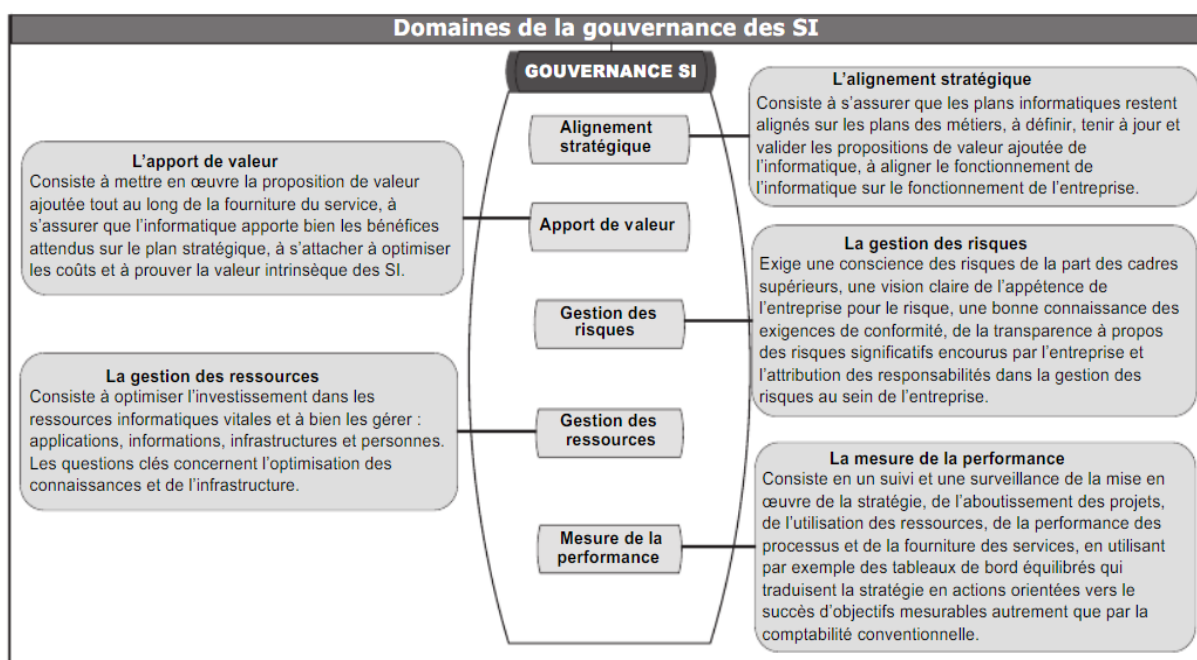 Domaines de la gouvernance des SI
GOUVERNANCE SI
Alignement
stratégique
L'alignement stratégique
Consiste à s'assurer que les plans informatiques restent
alignés sur les plans des métiers, à définir, tenir à jour et
valider les propositions de valeur ajoutée de
l'informatique, à aligner le fonctionnement de
l'informatique sur le fonctionnement de l'entreprise.
L'apport de valeur
Consiste à mettre en œuvre la proposition de valeur
ajoutée tout au long de la fourniture du service, à
s'assurer que l'informatique apporte bien les bénéfices
attendus sur le plan stratégique, à s'attacher à optimiser
les coûts et à prouver la valeur intrinsèque des SI.
Apport de valeur
Gestion des
risques
La gestion des risques
Exige une conscience des risques de la part des cadres
supérieurs, une vision claire de l'appétence de
l'entreprise pour le risque, une bonne connaissance des
exigences de conformité, de la transparence à propos
des risques significatifs encourus par l'entreprise et
l'attribution des responsabilités dans la gestion des
risques au sein de l'entreprise.
La gestion des ressources
Consiste à optimiser l'investissement dans les
ressources informatiques vitales et à bien les gérer :
applications, informations, infrastructures et personnes.
Les questions clés concernent l'optimisation des
connaissances et de l'infrastructure.
Gestion des
ressources
Mesure de la
performance
La mesure de la performance
Consiste en un suivi et une surveillance de la mise en
œuvre de la stratégie, de l'aboutissement des projets,
de l'utilisation des ressources, de la performance des
processus et de la fourniture des services, en utilisant
par exemple des tableaux de bord équilibrés qui
traduisent la stratégie en actions orientées vers le
succès d'objectifs mesurables autrement que par la
comptabilité conventionnelle.